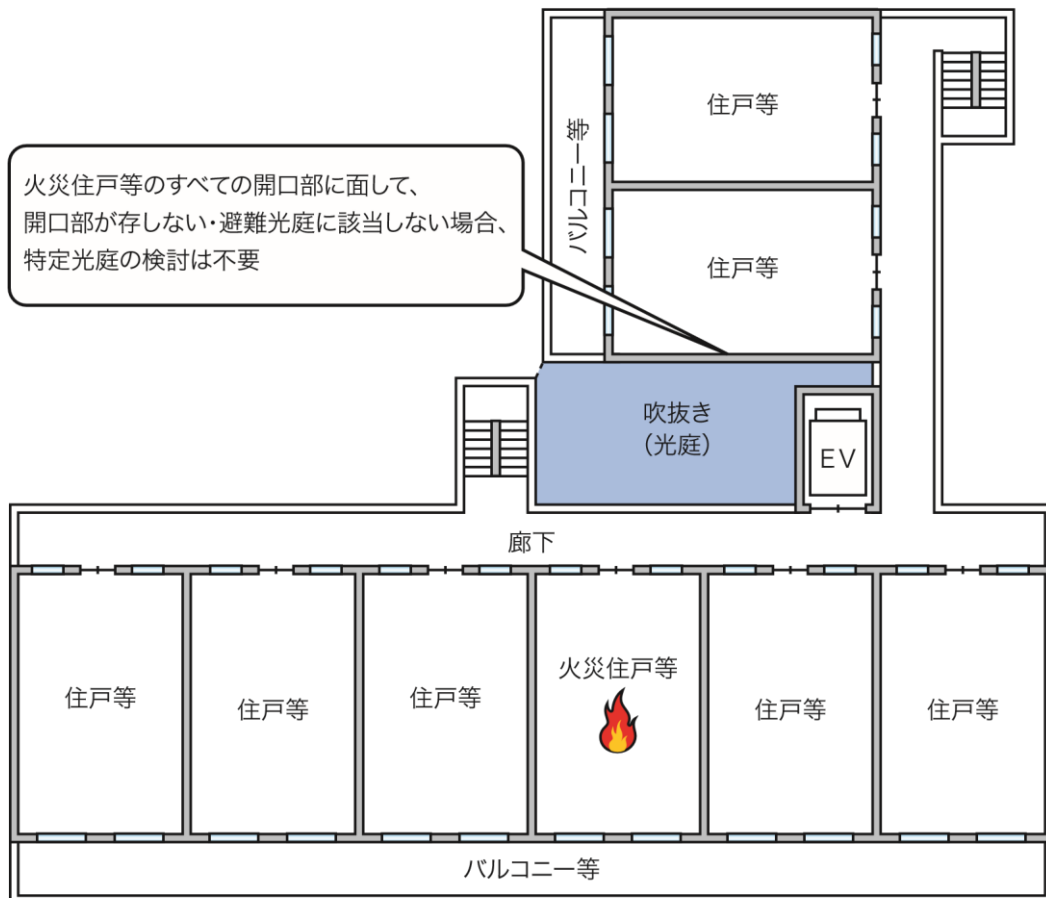 住戸等
バルコニー等
火災住戸等のすべての開口部に面して、
開口部が存しない・避難光庭に該当しない場合、
特定光庭の検討は不要
住戸等
吹抜き
(光庭)
EV
廊下
住戸等
住戸等
住戸等
火災住戸等
住戸等
住戸等
バルコニー等